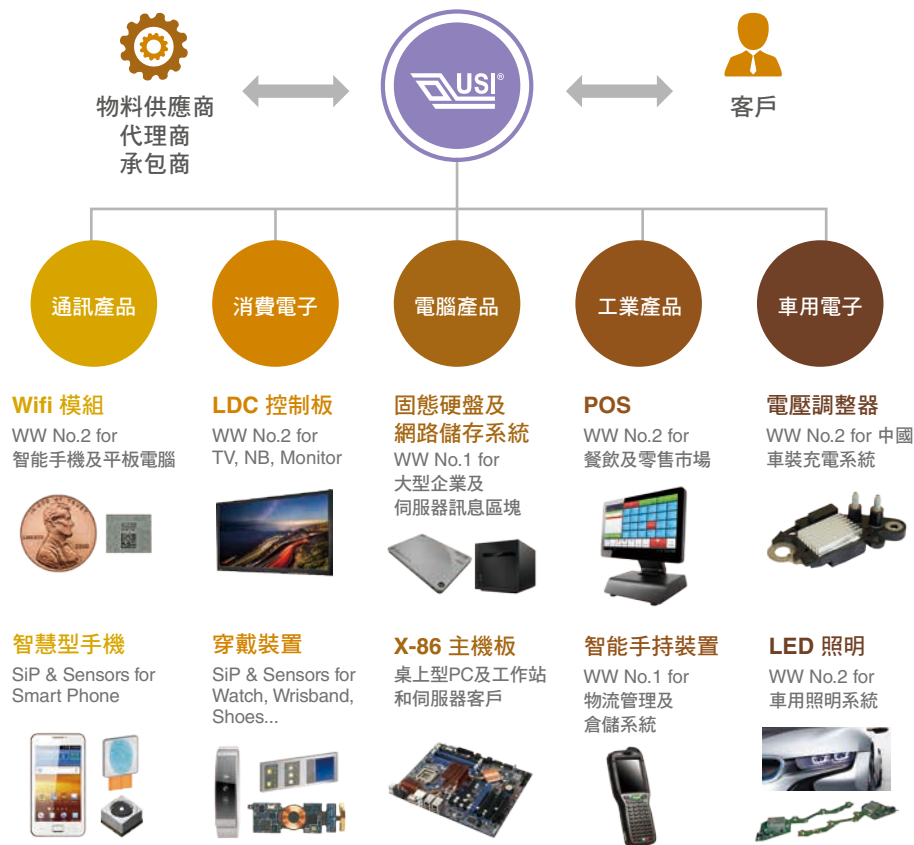 物料供應商
代理商
承包商
USI®
客戶
通訊產品
消費電子
電腦產品
工業產品
車用電子
Wifi 模組
WW No.2 for
智能手機及平板電腦
LDC 控制板
WW No.2 for
TV, NB, Monitor
固態硬盤及
網路儲存系統
WW No.1 for
大型企業及
伺服器訊息區塊
POS
WW No.2 for
餐飲及零售市場
電壓調整器
WW No.2 for 中國
車裝充電系統
智慧型手機
SiP & Sensors for
Smart Phone
穿戴裝置
SiP & Sensors for
Watch, Wrisband,
Shoes...
X-86 主機板
桌上型PC及工作站
和伺服器客戶
智能手持裝置
WW No.1 for
物流管理及
倉儲系統
LED 照明
WW No.2 for
車用照明系統